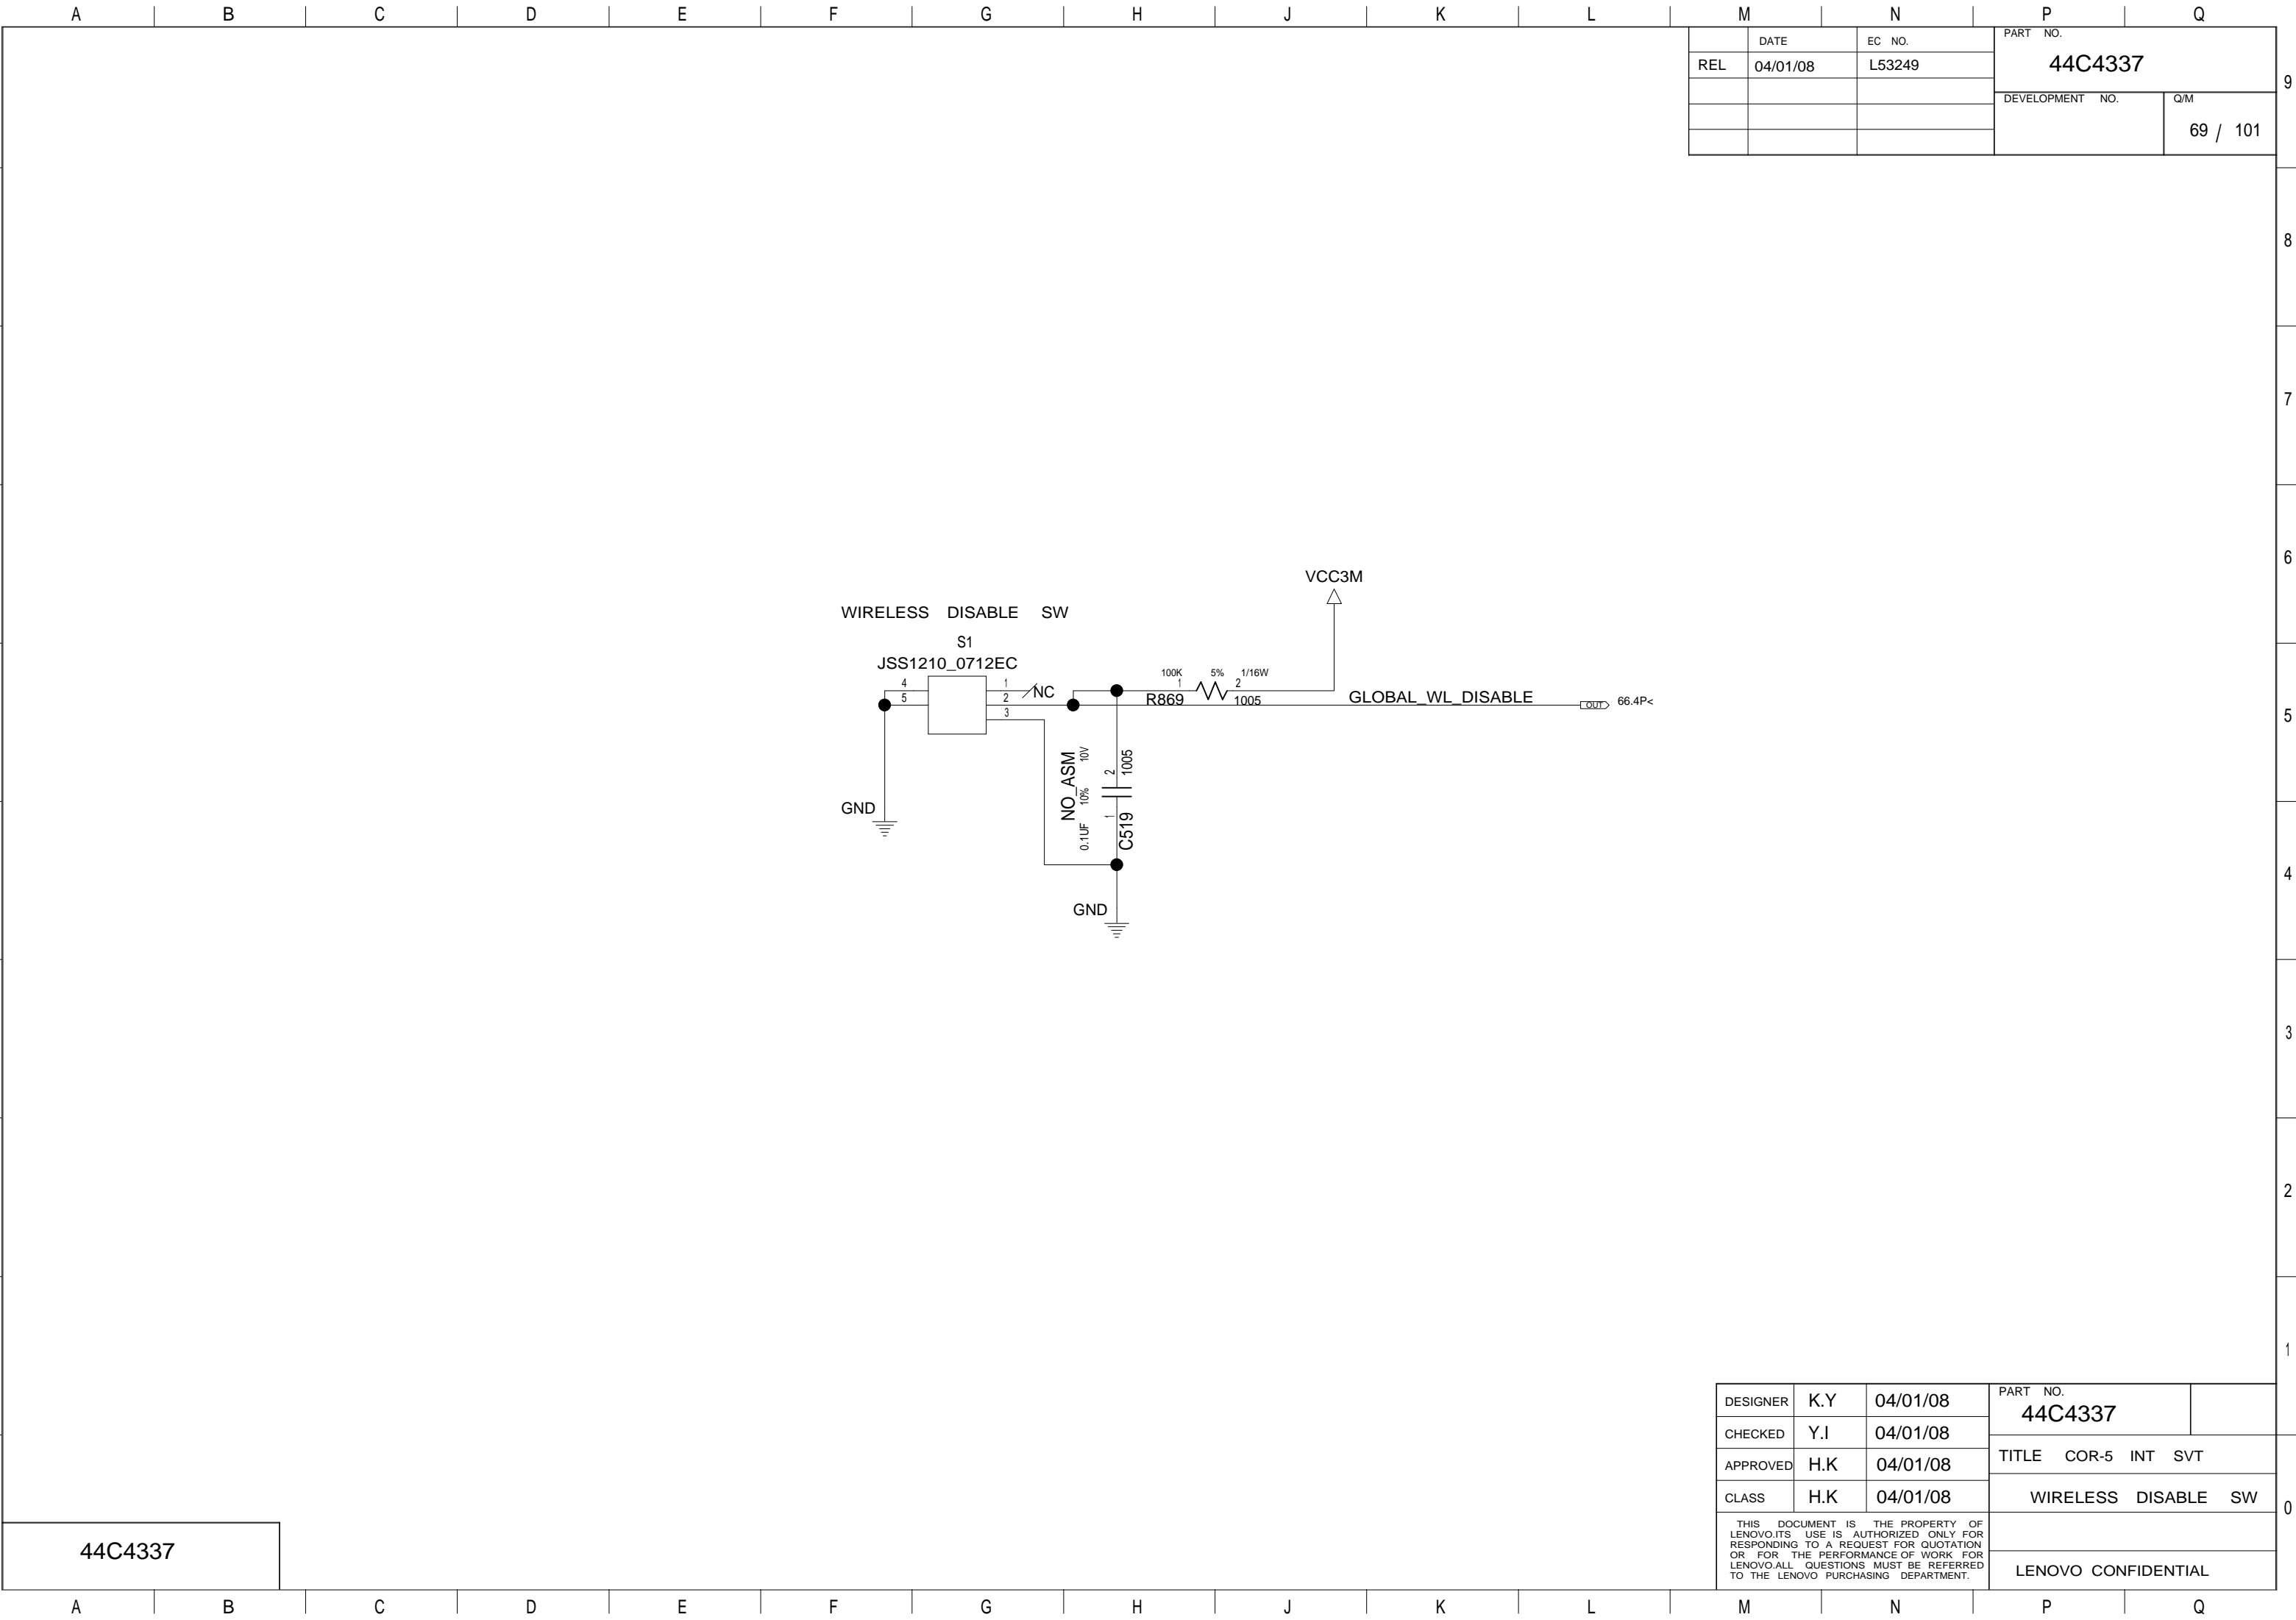 A B C D E F G H J K L M N P Q
DATE EC NO. PART NO.
REL 04/01/08 L53249 44C4337
9
DEVELOPMENT NO. Q/M
69 / 101
8
7
6
VCC3M
WIRELESS DISABLE SW
S1
JSS1210_0712EC
100K 5% 1/16W
4 1 NC 1 2
5 2 R869 1005 GLOBAL_WL_DISABLE OUT 66.4P<
3
5
NO_ASM
0.1UF 10% 10V
1 2
C519 1005
GND
4
GND
3
2
1
DESIGNER K.Y 04/01/08 PART NO.
44C4337
CHECKED Y.I 04/01/08
APPROVED H.K 04/01/08 TITLE COR-5 INT SVT
CLASS H.K 04/01/08 WIRELESS DISABLE SW
0
THIS DOCUMENT IS THE PROPERTY OF
LENOVO.ITS USE IS AUTHORIZED ONLY FOR
RESPONDING TO A REQUEST FOR QUOTATION
OR FOR THE PERFORMANCE OF WORK FOR
LENOVO.ALL QUESTIONS MUST BE REFERRED
TO THE LENOVO PURCHASING DEPARTMENT.
LENOVO CONFIDENTIAL
44C4337
A B C D E F G H J K L M N P Q